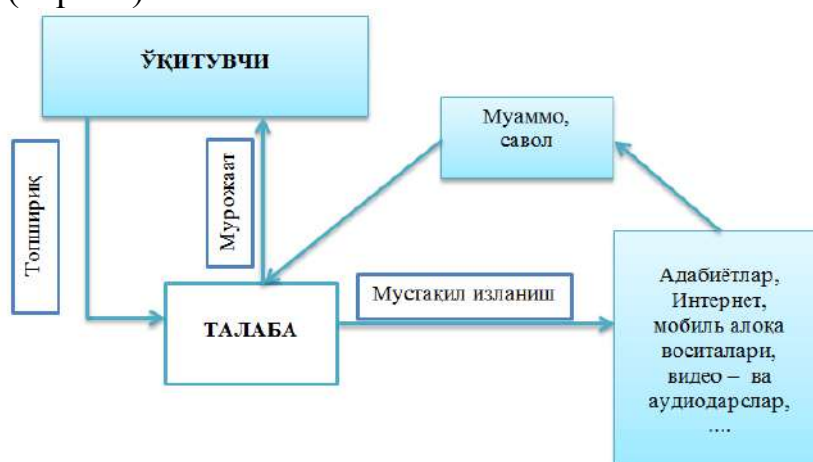 ЎҚИТУВЧИ
Муаммо,
савол
Топшириқ
Мурожаат
Мустақил изланиш
ТАЛАБА
Адабиётлар,
Интернет,
мобиль алоқа
воситалари,
видео – ва
аудиодарслар,
....